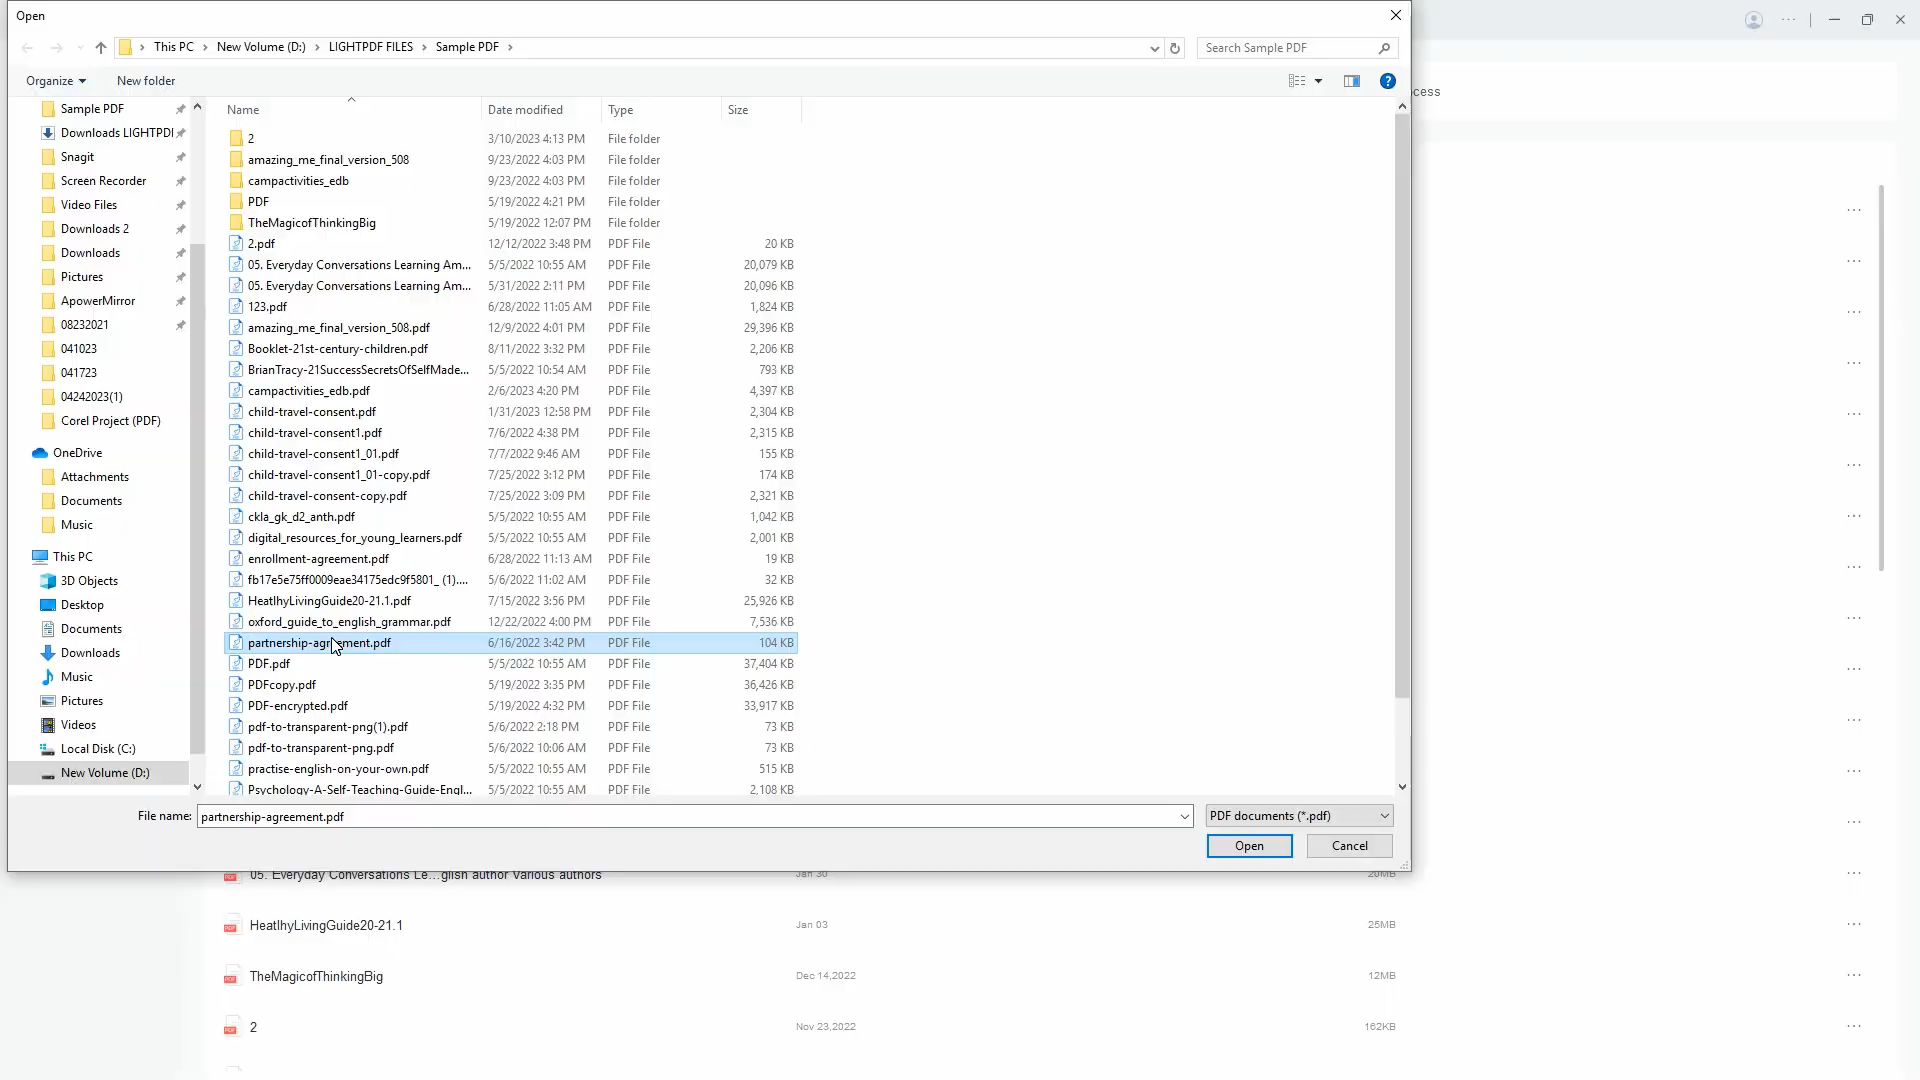 Open
This PC > New Volume (D:) > LIGHTPDF FILES > Sample PDF >
Search Sample PDF
Organize
New folder
cess
Sample PDF
Downloads LIGHTPDF
Snagit
Screen Recorder
Video Files
Downloads 2
Downloads
Pictures
ApowerMirror
08232021
041023
041723
04242023(1)
Corel Project (PDF)
OneDrive
Attachments
Documents
Music
This PC
3D Objects
Desktop
Documents
Downloads
Music
Pictures
Videos
Local Disk (C:)
New Volume (D:)
Name Date modified Type Size
2 3/10/2023 4:13 PM File folder
amazing_me_final_version_508 9/23/2022 4:03 PM File folder
campactivities_edb 9/23/2022 4:03 PM File folder
PDF 5/19/2022 4:21 PM File folder
TheMagicofThinkingBig 5/19/2022 12:07 PM File folder
2.pdf 12/12/2022 3:48 PM PDF File 20 KB
05. Everyday Conversations Learning Am... 5/5/2022 10:55 AM PDF File 20,079 KB
05. Everyday Conversations Learning Am... 5/31/2022 2:11 PM PDF File 20,096 KB
123.pdf 6/28/2022 11:05 AM PDF File 1,824 KB
amazing_me_final_version_508.pdf 12/9/2022 4:01 PM PDF File 29,396 KB
Booklet-21st-century-children.pdf 8/11/2022 3:32 PM PDF File 2,206 KB
BrianTracy-21SuccessSecretsOfSelfMade... 5/5/2022 10:54 AM PDF File 793 KB
campactivities_edb.pdf 2/6/2023 4:20 PM PDF File 4,397 KB
child-travel-consent.pdf 1/31/2023 12:58 PM PDF File 2,304 KB
child-travel-consent1.pdf 7/6/2022 4:38 PM PDF File 2,315 KB
child-travel-consent1_01.pdf 7/7/2022 9:46 AM PDF File 155 KB
child-travel-consent1_01-copy.pdf 7/25/2022 3:12 PM PDF File 174 KB
child-travel-consent-copy.pdf 7/25/2022 3:09 PM PDF File 2,321 KB
ckla_gk_d2_anth.pdf 5/5/2022 10:55 AM PDF File 1,042 KB
digital_resources_for_young_learners.pdf 5/5/2022 10:55 AM PDF File 2,001 KB
enrollment-agreement.pdf 6/28/2022 11:13 AM PDF File 19 KB
fb17e5e75ff0009eae34175edc9f5801_ (1).... 5/6/2022 11:02 AM PDF File 32 KB
HeatlhyLivingGuide20-21.1.pdf 7/15/2022 3:56 PM PDF File 25,926 KB
oxford_guide_to_english_grammar.pdf 12/22/2022 4:00 PM PDF File 7,536 KB
partnership-agreement.pdf 6/16/2022 3:42 PM PDF File 104 KB
PDF.pdf 5/5/2022 10:55 AM PDF File 37,404 KB
PDFcopy.pdf 5/19/2022 3:35 PM PDF File 36,426 KB
PDF-encrypted.pdf 5/19/2022 4:32 PM PDF File 33,917 KB
pdf-to-transparent-png(1).pdf 5/6/2022 2:18 PM PDF File 73 KB
pdf-to-transparent-png.pdf 5/6/2022 10:06 AM PDF File 73 KB
practise-english-on-your-own.pdf 5/5/2022 10:55 AM PDF File 515 KB
Psychology-A-Self-Teaching-Guide-Engl... 5/5/2022 10:55 AM PDF File 2,108 KB
File name: partnership-agreement.pdf PDF documents (*.pdf)
Open Cancel
05. Everyday Conversations Le...glish author Various authors Jan 30 20MB
HeatlhyLivingGuide20-21.1 Jan 03 25MB
TheMagicofThinkingBig Dec 14,2022 12MB
2 Nov 23,2022 162KB